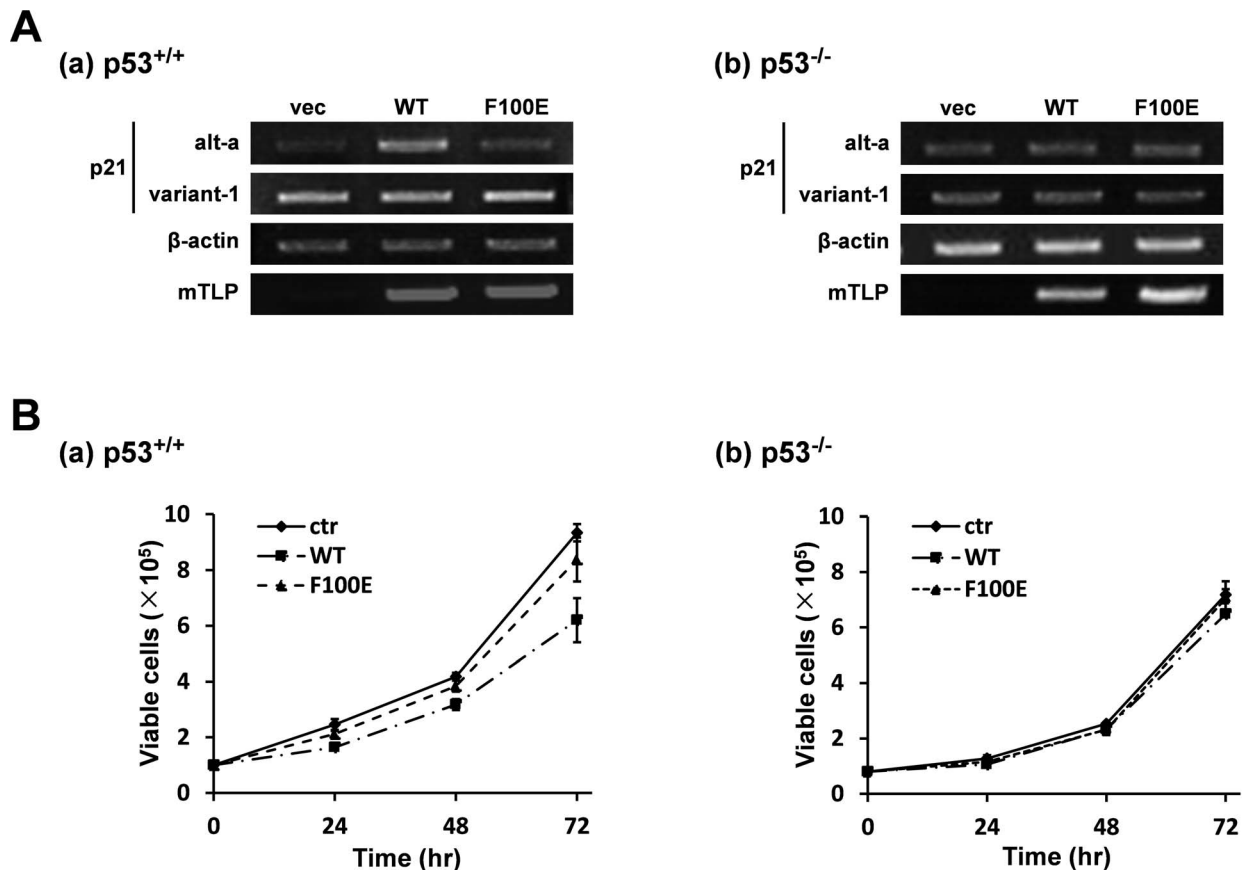 A
(a) p53+/+
(b) p53-/-
vec WT F100E
vec WT F100E
p21
alt-a
variant-1
β-actin
mTLP
p21
alt-a
variant-1
β-actin
mTLP
B
(a) p53+/+
(b) p53-/-
Viable cells (×10⁵)
10
8
6
4
2
0
ctr
WT
F100E
0 24 48 72
Time (hr)
Viable cells (×10⁵)
10
8
6
4
2
0
ctr
WT
F100E
0 24 48 72
Time (hr)